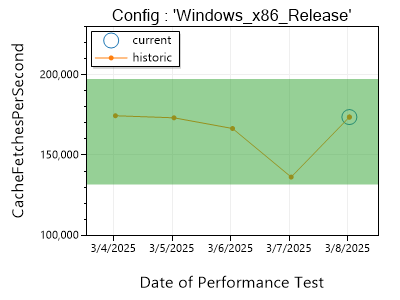 Config : 'Windows_x86_Release'
current
historic
CacheFetchesPerSecond
200,000
150,000
100,000
3/4/2025
3/5/2025
3/6/2025
3/7/2025
3/8/2025
Date of Performance Test